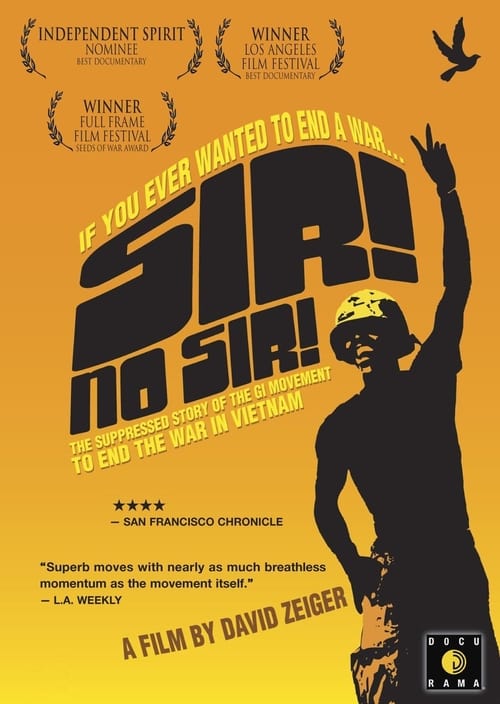 INDEPENDENT SPIRIT
NOMINEE
BEST DOCUMENTARY
WINNER
LOS ANGELES
FILM FESTIVAL
BEST DOCUMENTARY
WINNER
FULL FRAME
FILM FESTIVAL
SEEDS OF WAR AWARD
IF YOU EVER WANTED TO END A WAR...
SIR!
NO SIR!
THE SUPPRESSED STORY OF THE GI MOVEMENT
TO END THE WAR IN VIETNAM
★★★★
— SAN FRANCISCO CHRONICLE
“Superb moves with nearly as much breathless
momentum as the movement itself.”
— L.A. WEEKLY
A FILM BY DAVID ZEIGER
DOCU
RAMA